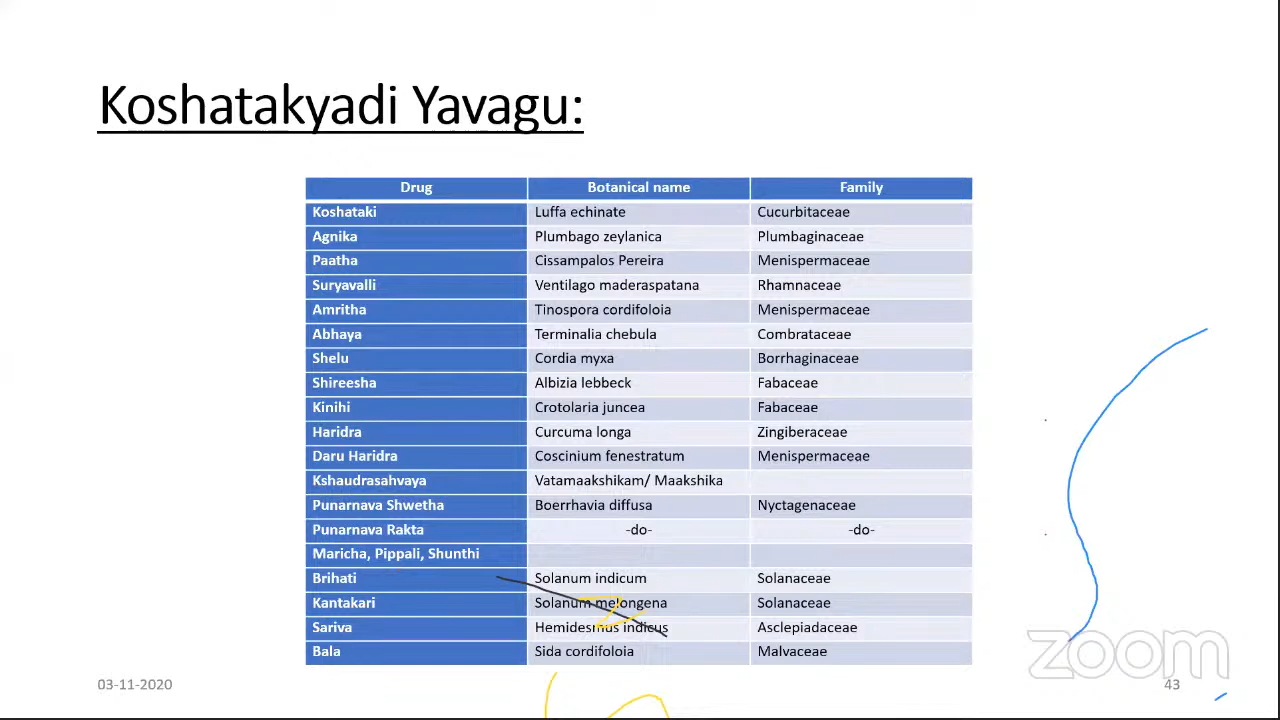 Koshatakyadi Yavagu:
Drug Botanical name Family
Koshataki Luffa echinate Cucurbitaceae
Agnika Plumbago zeylanica Plumbaginaceae
Paatha Cissampalos Pereira Menispermaceae
Suryavalli Ventilago maderaspatana Rhamnaceae
Amritha Tinospora cordifoloia Menispermaceae
Abhaya Terminalia chebula Combrataceae
Shelu Cordia myxa Borrhaginaceae
Shireesha Albizia lebbeck Fabaceae
Kinihi Crotolaria juncea Fabaceae
Haridra Curcuma longa Zingiberaceae
Daru Haridra Coscinium fenestratum Menispermaceae
Kshaudrasahvaya Vatamaakshikam/ Maakshika
Punarnava Shwetha Boerrhavia diffusa Nyctagenaceae
Punarnava Rakta -do- -do-
Maricha, Pippali, Shunthi
Brihati Solanum indicum Solanaceae
Kantakari Solanum melongena Solanaceae
Sariva Hemidesmus indicus Asclepiadaceae
Bala Sida cordifoloia Malvaceae
zoom
03-11-2020 43